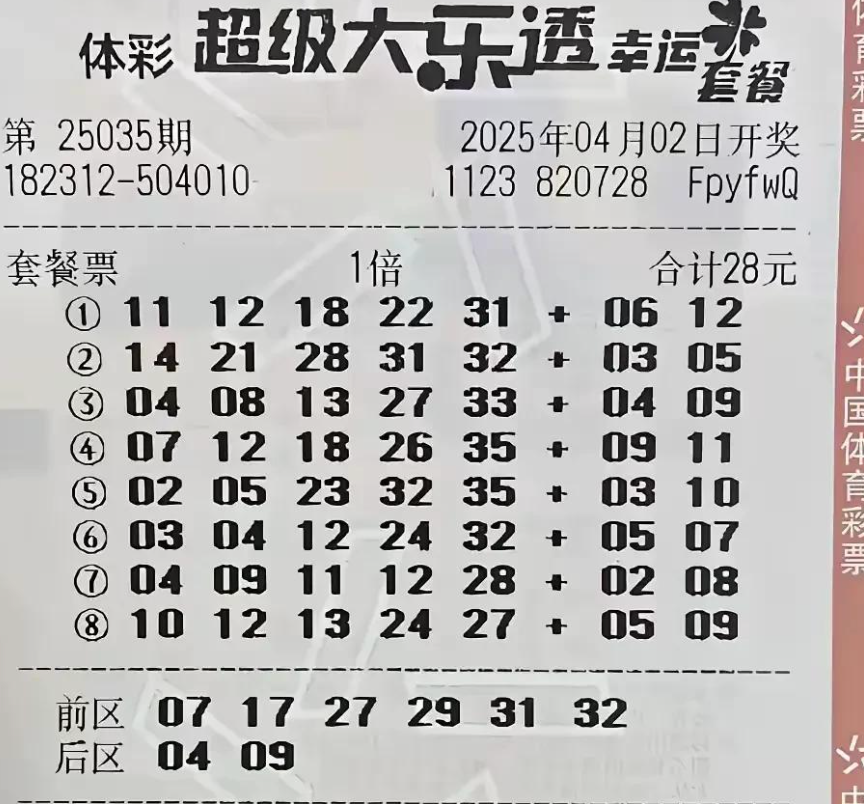 体彩 超级大乐透 幸运套餐
第 25035期 2025年04月02日开奖
182312-504010 1123 820728 FpyfwQ
套餐票 1倍 合计28元
① 11 12 18 22 31 + 06 12
② 14 21 28 31 32 + 03 05
③ 04 08 13 27 33 + 04 09
④ 07 12 18 26 35 + 09 11
⑤ 02 05 23 32 35 + 03 10
⑥ 03 04 12 24 32 + 05 07
⑦ 04 09 11 12 28 + 02 08
⑧ 10 12 13 24 27 + 05 09
前区 07 17 27 29 31 32
后区 04 09
体育彩票
中国体育彩票